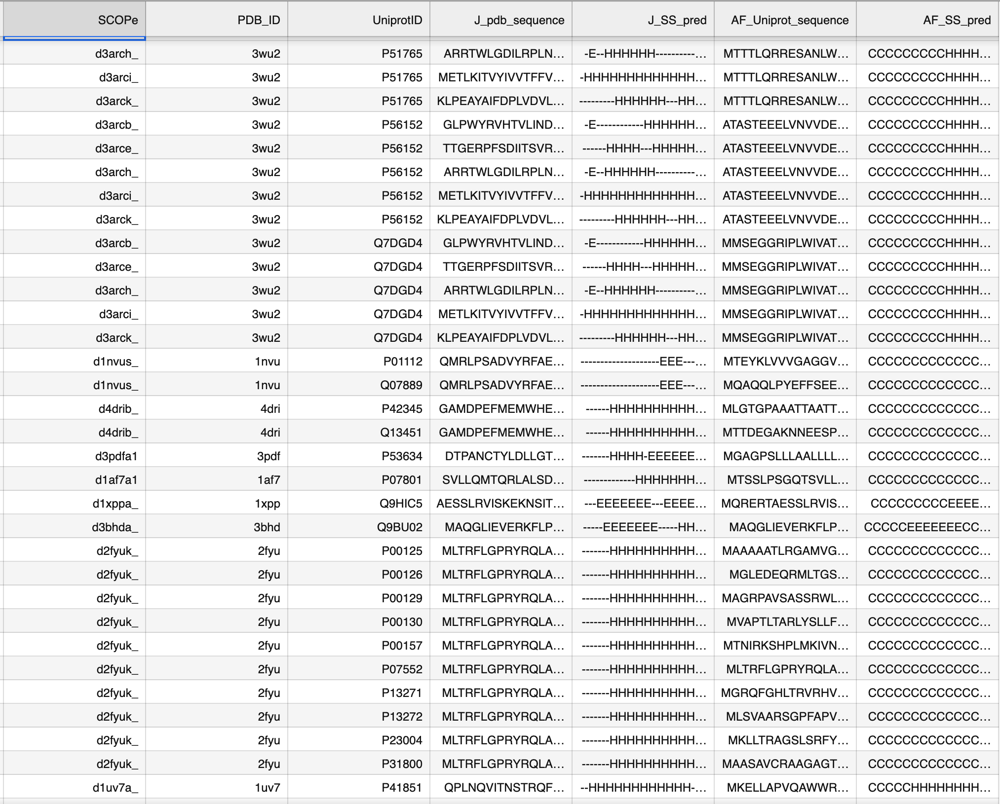 SCOPe PDB_ID UniprotID J_pdb_sequence J_SS_pred AF_Uniprot_sequence AF_SS_pred
d3arch_ 3wu2 P51765 ARRTWLGDILRPLN… -E--HHHHHH----------… MTTTLQRRESANLW… CCCCCCCCCHHHH…
d3arci_ 3wu2 P51765 METLKITVYIVVTFFV… -HHHHHHHHHHHHHH… MTTTLQRRESANLW… CCCCCCCCCHHHH…
d3arck_ 3wu2 P51765 KLPEAYAIFDPLVDVL… ---------HHHHHH---HH… MTTTLQRRESANLW… CCCCCCCCCHHHH…
d3arcb_ 3wu2 P56152 GLPWYRVHTVLIND… -E------------HHHHHH… ATASTEEELVNVVDE… CCCCCCCCCHHHH…
d3arce_ 3wu2 P56152 TTGERPFSDIITSVR… ------HHHH---HHHHH… ATASTEEELVNVVDE… CCCCCCCCCHHHH…
d3arch_ 3wu2 P56152 ARRTWLGDILRPLN… -E--HHHHHH----------… ATASTEEELVNVVDE… CCCCCCCCCHHHH…
d3arci_ 3wu2 P56152 METLKITVYIVVTFFV… -HHHHHHHHHHHHHH… ATASTEEELVNVVDE… CCCCCCCCCHHHH…
d3arck_ 3wu2 P56152 KLPEAYAIFDPLVDVL… ---------HHHHHH---HH… ATASTEEELVNVVDE… CCCCCCCCCHHHH…
d3arcb_ 3wu2 Q7DGD4 GLPWYRVHTVLIND… -E------------HHHHHH… MMSEGGRIPLWIVAT… CCCCCCCCCHHHH…
d3arce_ 3wu2 Q7DGD4 TTGERPFSDIITSVR… ------HHHH---HHHHH… MMSEGGRIPLWIVAT… CCCCCCCCCHHHH…
d3arch_ 3wu2 Q7DGD4 ARRTWLGDILRPLN… -E--HHHHHH----------… MMSEGGRIPLWIVAT… CCCCCCCCCHHHH…
d3arci_ 3wu2 Q7DGD4 METLKITVYIVVTFFV… -HHHHHHHHHHHHHH… MMSEGGRIPLWIVAT… CCCCCCCCCHHHH…
d3arck_ 3wu2 Q7DGD4 KLPEAYAIFDPLVDVL… ---------HHHHHH---HH… MMSEGGRIPLWIVAT… CCCCCCCCCHHHH…
d1nvus_ 1nvu P01112 QMRLPSADVYRFAE… --------------------EEE---… MTEYKLVVVGAGGV… CCCCCCCCCCCCC…
d1nvus_ 1nvu Q07889 QMRLPSADVYRFAE… --------------------EEE---… MQAQQLPYEFFSEE… CCCCCCCCCCCCC…
d4drib_ 4dri P42345 GAMDPEFMEMWHE… ------HHHHHHHHHH… MLGTGPAAATTAATT… CCCCCCCCCCCCC…
d4drib_ 4dri Q13451 GAMDPEFMEMWHE… ------HHHHHHHHHH… MTTDEGAKNNEESP… CCCCCCCCCCCCC…
d3pdfa1 3pdf P53634 DTPANCTYLDLLGT… -------HHHH-EEEEEE… MGAGPSLLLAALLLL… CCCCCCCCCCCCC…
d1af7a1 1af7 P07801 SVLLQMTQRLALSD… -------------HHHHHHH… MTSSLPSGQTSVLL… CCCCCCCCCCCCC…
d1xppa_ 1xpp Q9HIC5 AESSLRVISKEKNSIT… ---EEEEEEE---EEEE… MQRERTAESSLRVIS… CCCCCCCCCEEEE…
d3bhda_ 3bhd Q9BU02 MAQGLIEVERKFLP… -----EEEEEEE-----HH… MAQGLIEVERKFLP… CCCCCEEEEEEECC…
d2fyuk_ 2fyu P00125 MLTRFLGPRYRQLA… -------HHHHHHHHHH… MAAAAATLRGAMVG… CCCCCCCCCCCCC…
d2fyuk_ 2fyu P00126 MLTRFLGPRYRQLA… -------HHHHHHHHHH… MGLEDEQRMLTGS… CCCCCCCCCCCCC…
d2fyuk_ 2fyu P00129 MLTRFLGPRYRQLA… -------HHHHHHHHHH… MAGRPAVSASSRWL… CCCCCCCCCCCCC…
d2fyuk_ 2fyu P00130 MLTRFLGPRYRQLA… -------HHHHHHHHHH… MVAPTLTARLYSLLF… CCCCCCCCCCCCC…
d2fyuk_ 2fyu P00157 MLTRFLGPRYRQLA… -------HHHHHHHHHH… MTNIRKSHPLMKIVN… CCCCCCCCCCCCC…
d2fyuk_ 2fyu P07552 MLTRFLGPRYRQLA… -------HHHHHHHHHH… MLTRFLGPRYRQLA… CCCCCCCCCCCCC…
d2fyuk_ 2fyu P13271 MLTRFLGPRYRQLA… -------HHHHHHHHHH… MGRQFGHLTRVRHV… CCCCCCCCCCCCC…
d2fyuk_ 2fyu P13272 MLTRFLGPRYRQLA… -------HHHHHHHHHH… MLSVAARSGPFAPV… CCCCCCCCCCCCC…
d2fyuk_ 2fyu P23004 MLTRFLGPRYRQLA… -------HHHHHHHHHH… MKLLTRAGSLSRFY… CCCCCCCCCCCCC…
d2fyuk_ 2fyu P31800 MLTRFLGPRYRQLA… -------HHHHHHHHHH… MAASAVCRAAGAGT… CCCCCCCCCCCCC…
d1uv7a_ 1uv7 P41851 QPLNQVITNSTRQF… --HHHHHHHHHHHH-… MKELLAPVQAWWR… CCCCCHHHHHHHH…